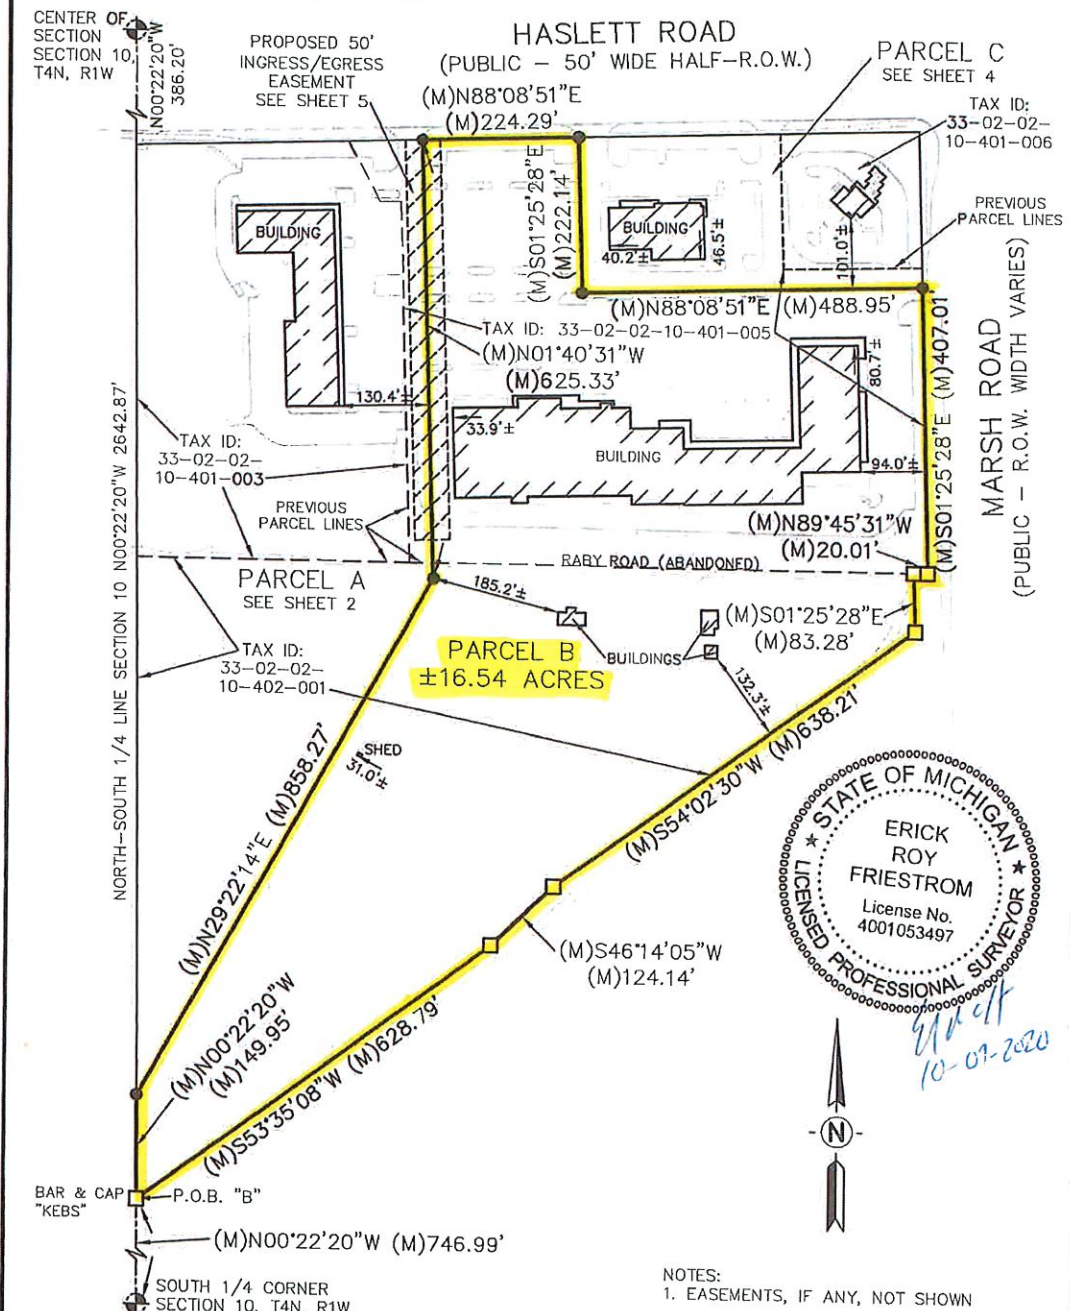 CENTER OF
SECTION
SECTION 10,
T4N, R1W
N00°22'20"W
386.20'
PROPOSED 50'
INGRESS/EGRESS
EASEMENT
SEE SHEET 5
HASLETT ROAD
(PUBLIC – 50' WIDE HALF–R.O.W.)
(M)N88°08'51"E
(M)224.29'
PARCEL C
SEE SHEET 4
TAX ID:
33–02–02–
10–401–006
PREVIOUS
PARCEL LINES
(M)S01°25'28"E
(M)222.14'
BUILDING
BUILDING
40.2'±
46.5'±
101.0'±
(M)N88°08'51"E (M)488.95'
TAX ID: 33–02–02–10–401–005
(M)N01°40'31"W
(M)625.33'
130.4'±
33.9'±
BUILDING
80.7'±
94.0'±
(M)S01°25'28"E (M)407.01
MARSH ROAD
(PUBLIC – R.O.W. WIDTH VARIES)
NORTH–SOUTH 1/4 LINE SECTION 10 N00°22'20"W 2642.87'
TAX ID:
33–02–02–
10–401–003
PREVIOUS
PARCEL LINES
(M)N89°45'31"W
(M)20.01'
RABY ROAD (ABANDONED)
PARCEL A
SEE SHEET 2
185.2'±
(M)S01°25'28"E
(M)83.28'
BUILDINGS
PARCEL B
±16.54 ACRES
TAX ID:
33–02–02–
10–402–001
132.3'±
SHED
31.0'±
(M)N29°22'14"E (M)858.27'
(M)S54°02'30"W (M)638.21'
STATE OF MICHIGAN
ERICK
ROY
FRIESTROM
License No.
4001053497
LICENSED PROFESSIONAL SURVEYOR
10-09-2020
(M)S46°14'05"W
(M)124.14'
(M)N00°22'20"W
(M)149.95'
(M)S53°35'08"W (M)628.79'
N
BAR & CAP
"KEBS"
P.O.B. "B"
(M)N00°22'20"W (M)746.99'
SOUTH 1/4 CORNER
SECTION 10, T4N, R1W
NOTES:
1. EASEMENTS, IF ANY, NOT SHOWN